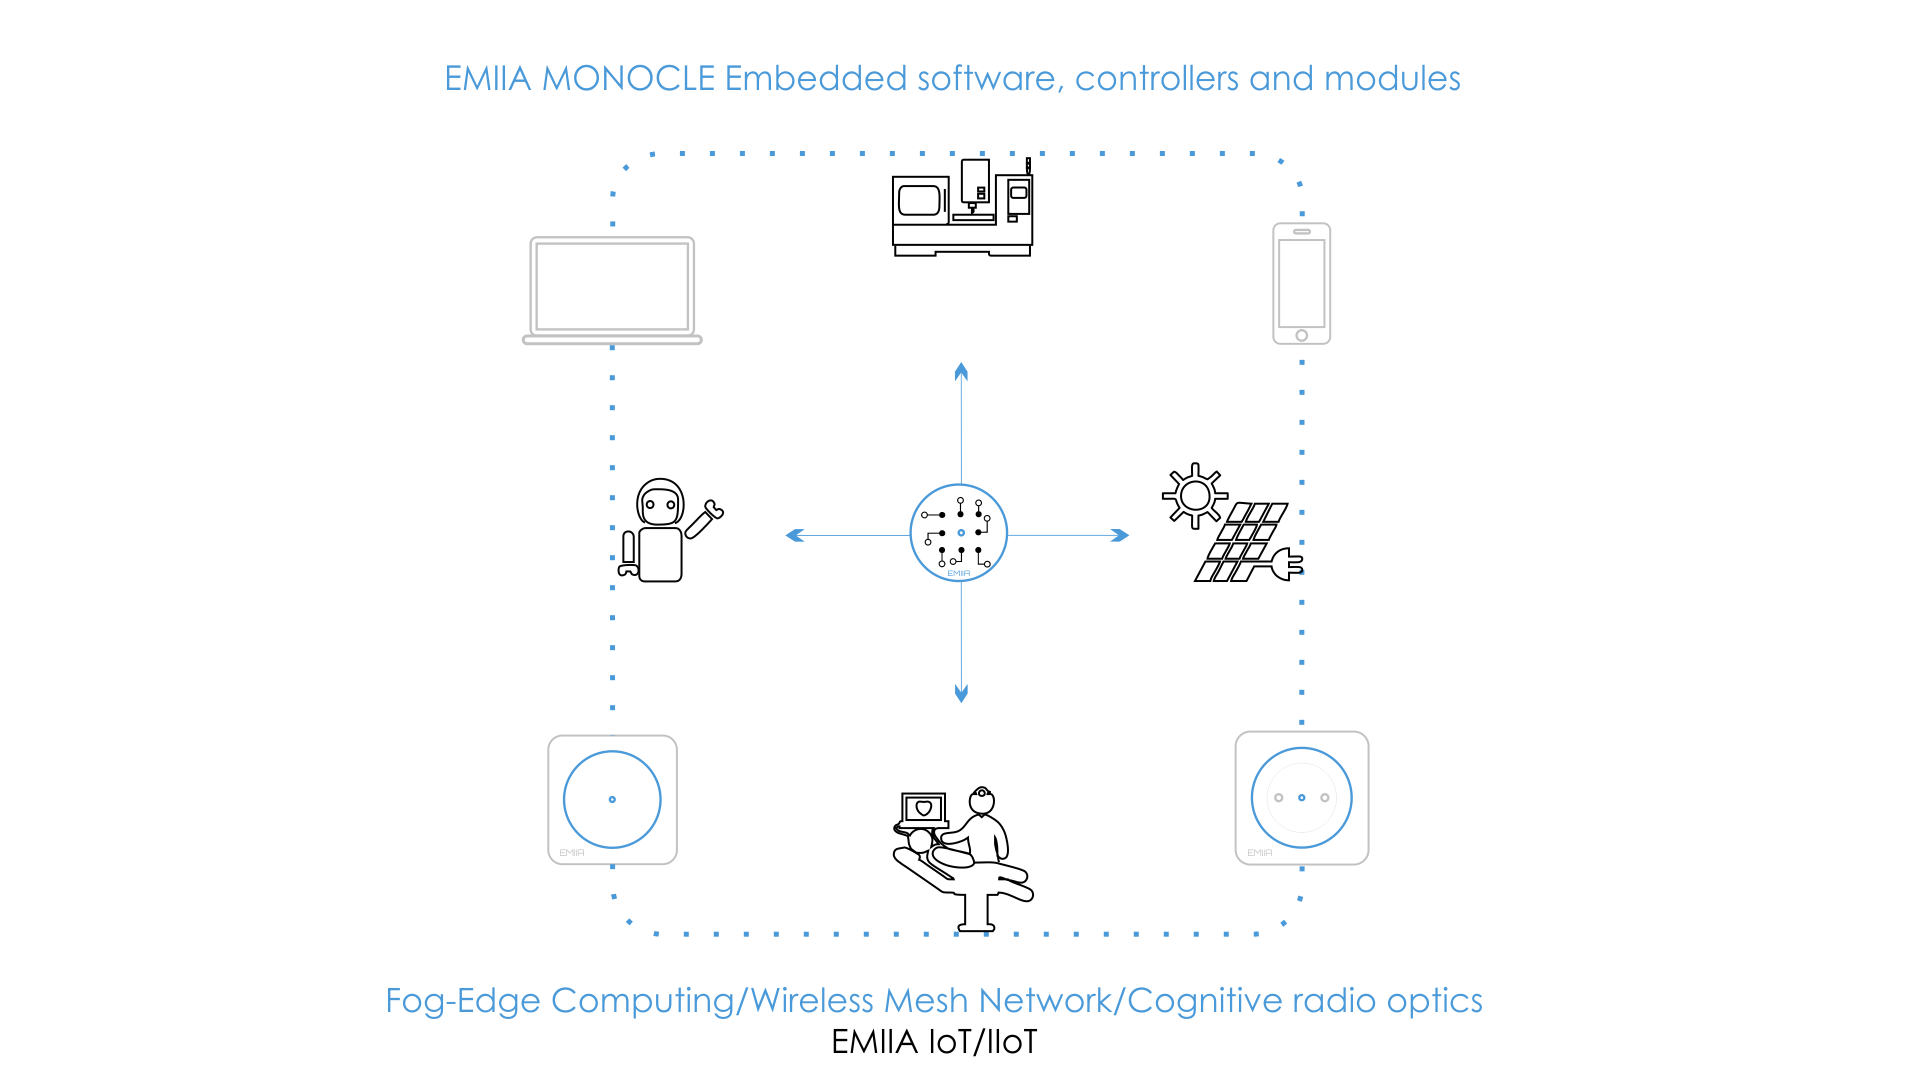 EMIIA MONOCLE Embedded software, controllers and modules
EMIIA
EMIIA
EMIIA
Fog-Edge Computing/Wireless Mesh Network/Cognitive radio optics
EMIIA IoT/IIoT